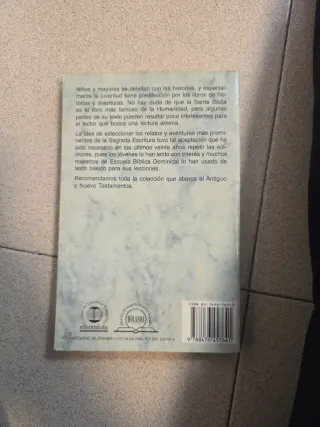 Niños y mayores se deleitan con las historias, y especial-
mente la juventud tiene predilección por los libros de his-
torias y aventuras. No hay duda de que la Santa Biblia
es el libro más famoso de la Humanidad, pero algunas
partes de su texto pueden resultar poco interesantes para
el lector que busca una lectura amena.
La idea de seleccionar los relatos y aventuras más promi-
nentes de la Sagrada Escritura tuvo tal aceptación que ha
sido necesario en los últimos veinte años repetir las edi-
ciones, pues los jóvenes lo han leído con interés y muchos
maestros de Escuela Bíblica Dominical lo han usado de
texto básico para sus lecciones.
Recomendamos toda la colección que abarca el Antiguo
y Nuevo Testamentos.
ISBN
HOLANDA